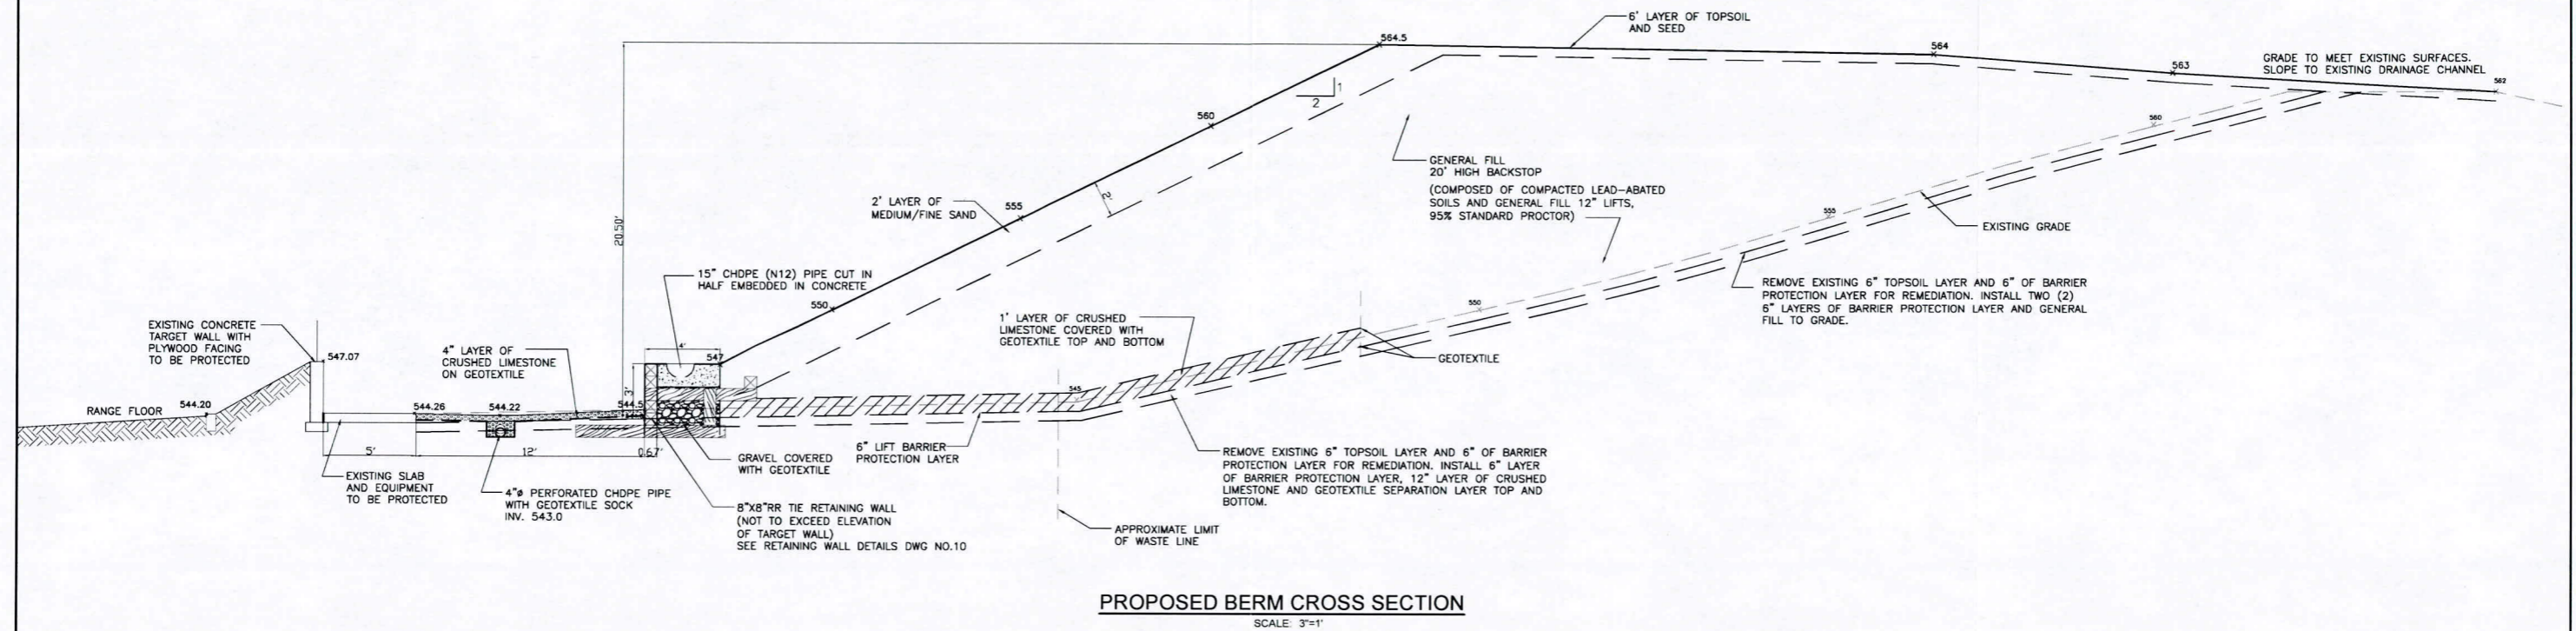 6' LAYER OF TOPSOIL
AND SEED
564.5
564
563
GRADE TO MEET EXISTING SURFACES.
SLOPE TO EXISTING DRAINAGE CHANNEL
562
1
2
560
560
GENERAL FILL
20' HIGH BACKSTOP
(COMPOSED OF COMPACTED LEAD-ABATED
SOILS AND GENERAL FILL 12" LIFTS,
95% STANDARD PROCTOR)
2'
2' LAYER OF
MEDIUM/FINE SAND
555
555
EXISTING GRADE
20.50'
15" CHDPE (N12) PIPE CUT IN
HALF EMBEDDED IN CONCRETE
550
550
REMOVE EXISTING 6" TOPSOIL LAYER AND 6" OF BARRIER
PROTECTION LAYER FOR REMEDIATION. INSTALL TWO (2)
6" LAYERS OF BARRIER PROTECTION LAYER AND GENERAL
FILL TO GRADE.
1' LAYER OF CRUSHED
LIMESTONE COVERED WITH
GEOTEXTILE TOP AND BOTTOM
GEOTEXTILE
EXISTING CONCRETE
TARGET WALL WITH
PLYWOOD FACING
TO BE PROTECTED
547.07
4" LAYER OF
CRUSHED LIMESTONE
ON GEOTEXTILE
4'
547
3'
545
RANGE FLOOR
544.20
544.26
544.22
544.5
5'
12'
0.67'
EXISTING SLAB
AND EQUIPMENT
TO BE PROTECTED
4"ø PERFORATED CHDPE PIPE
WITH GEOTEXTILE SOCK
INV. 543.0
GRAVEL COVERED
WITH GEOTEXTILE
6" LIFT BARRIER
PROTECTION LAYER
8"X8"RR TIE RETAINING WALL
(NOT TO EXCEED ELEVATION
OF TARGET WALL)
SEE RETAINING WALL DETAILS DWG NO.10
REMOVE EXISTING 6" TOPSOIL LAYER AND 6" OF BARRIER
PROTECTION LAYER FOR REMEDIATION. INSTALL 6" LAYER
OF BARRIER PROTECTION LAYER, 12" LAYER OF CRUSHED
LIMESTONE AND GEOTEXTILE SEPARATION LAYER TOP AND
BOTTOM.
APPROXIMATE LIMIT
OF WASTE LINE
PROPOSED BERM CROSS SECTION
SCALE: 3"=1'